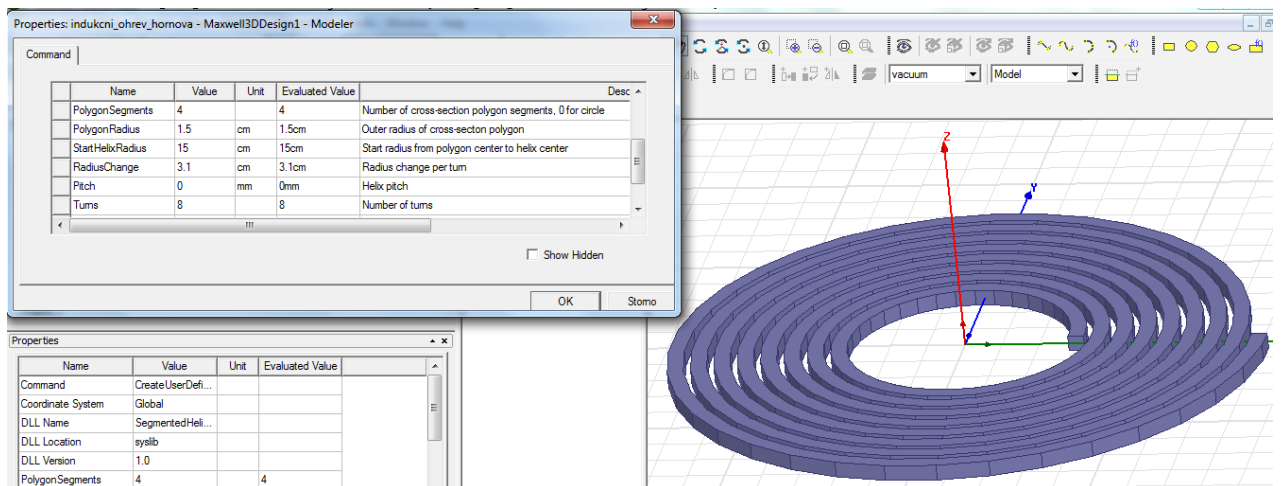 Properties: indukcni_ohrev_hornova - Maxwell3DDesign1 - Modeler
Command
Name Value Unit Evaluated Value Desc
PolygonSegments 4 4 Number of cross-section polygon segments, 0 for circle
PolygonRadius 1.5 cm 1.5cm Outer radius of cross-secton polygon
StartHelixRadius 15 cm 15cm Start radius from polygon center to helix center
RadiusChange 3.1 cm 3.1cm Radius change per turn
Pitch 0 mm 0mm Helix pitch
Turns 8 8 Number of turns
Show Hidden
OK Storno
vacuum Model
Z
Y
Properties
Name Value Unit Evaluated Value
Command CreateUserDefi...
Coordinate System Global
DLL Name SegmentedHeli...
DLL Location syslib
DLL Version 1.0
PolygonSegments 4 4